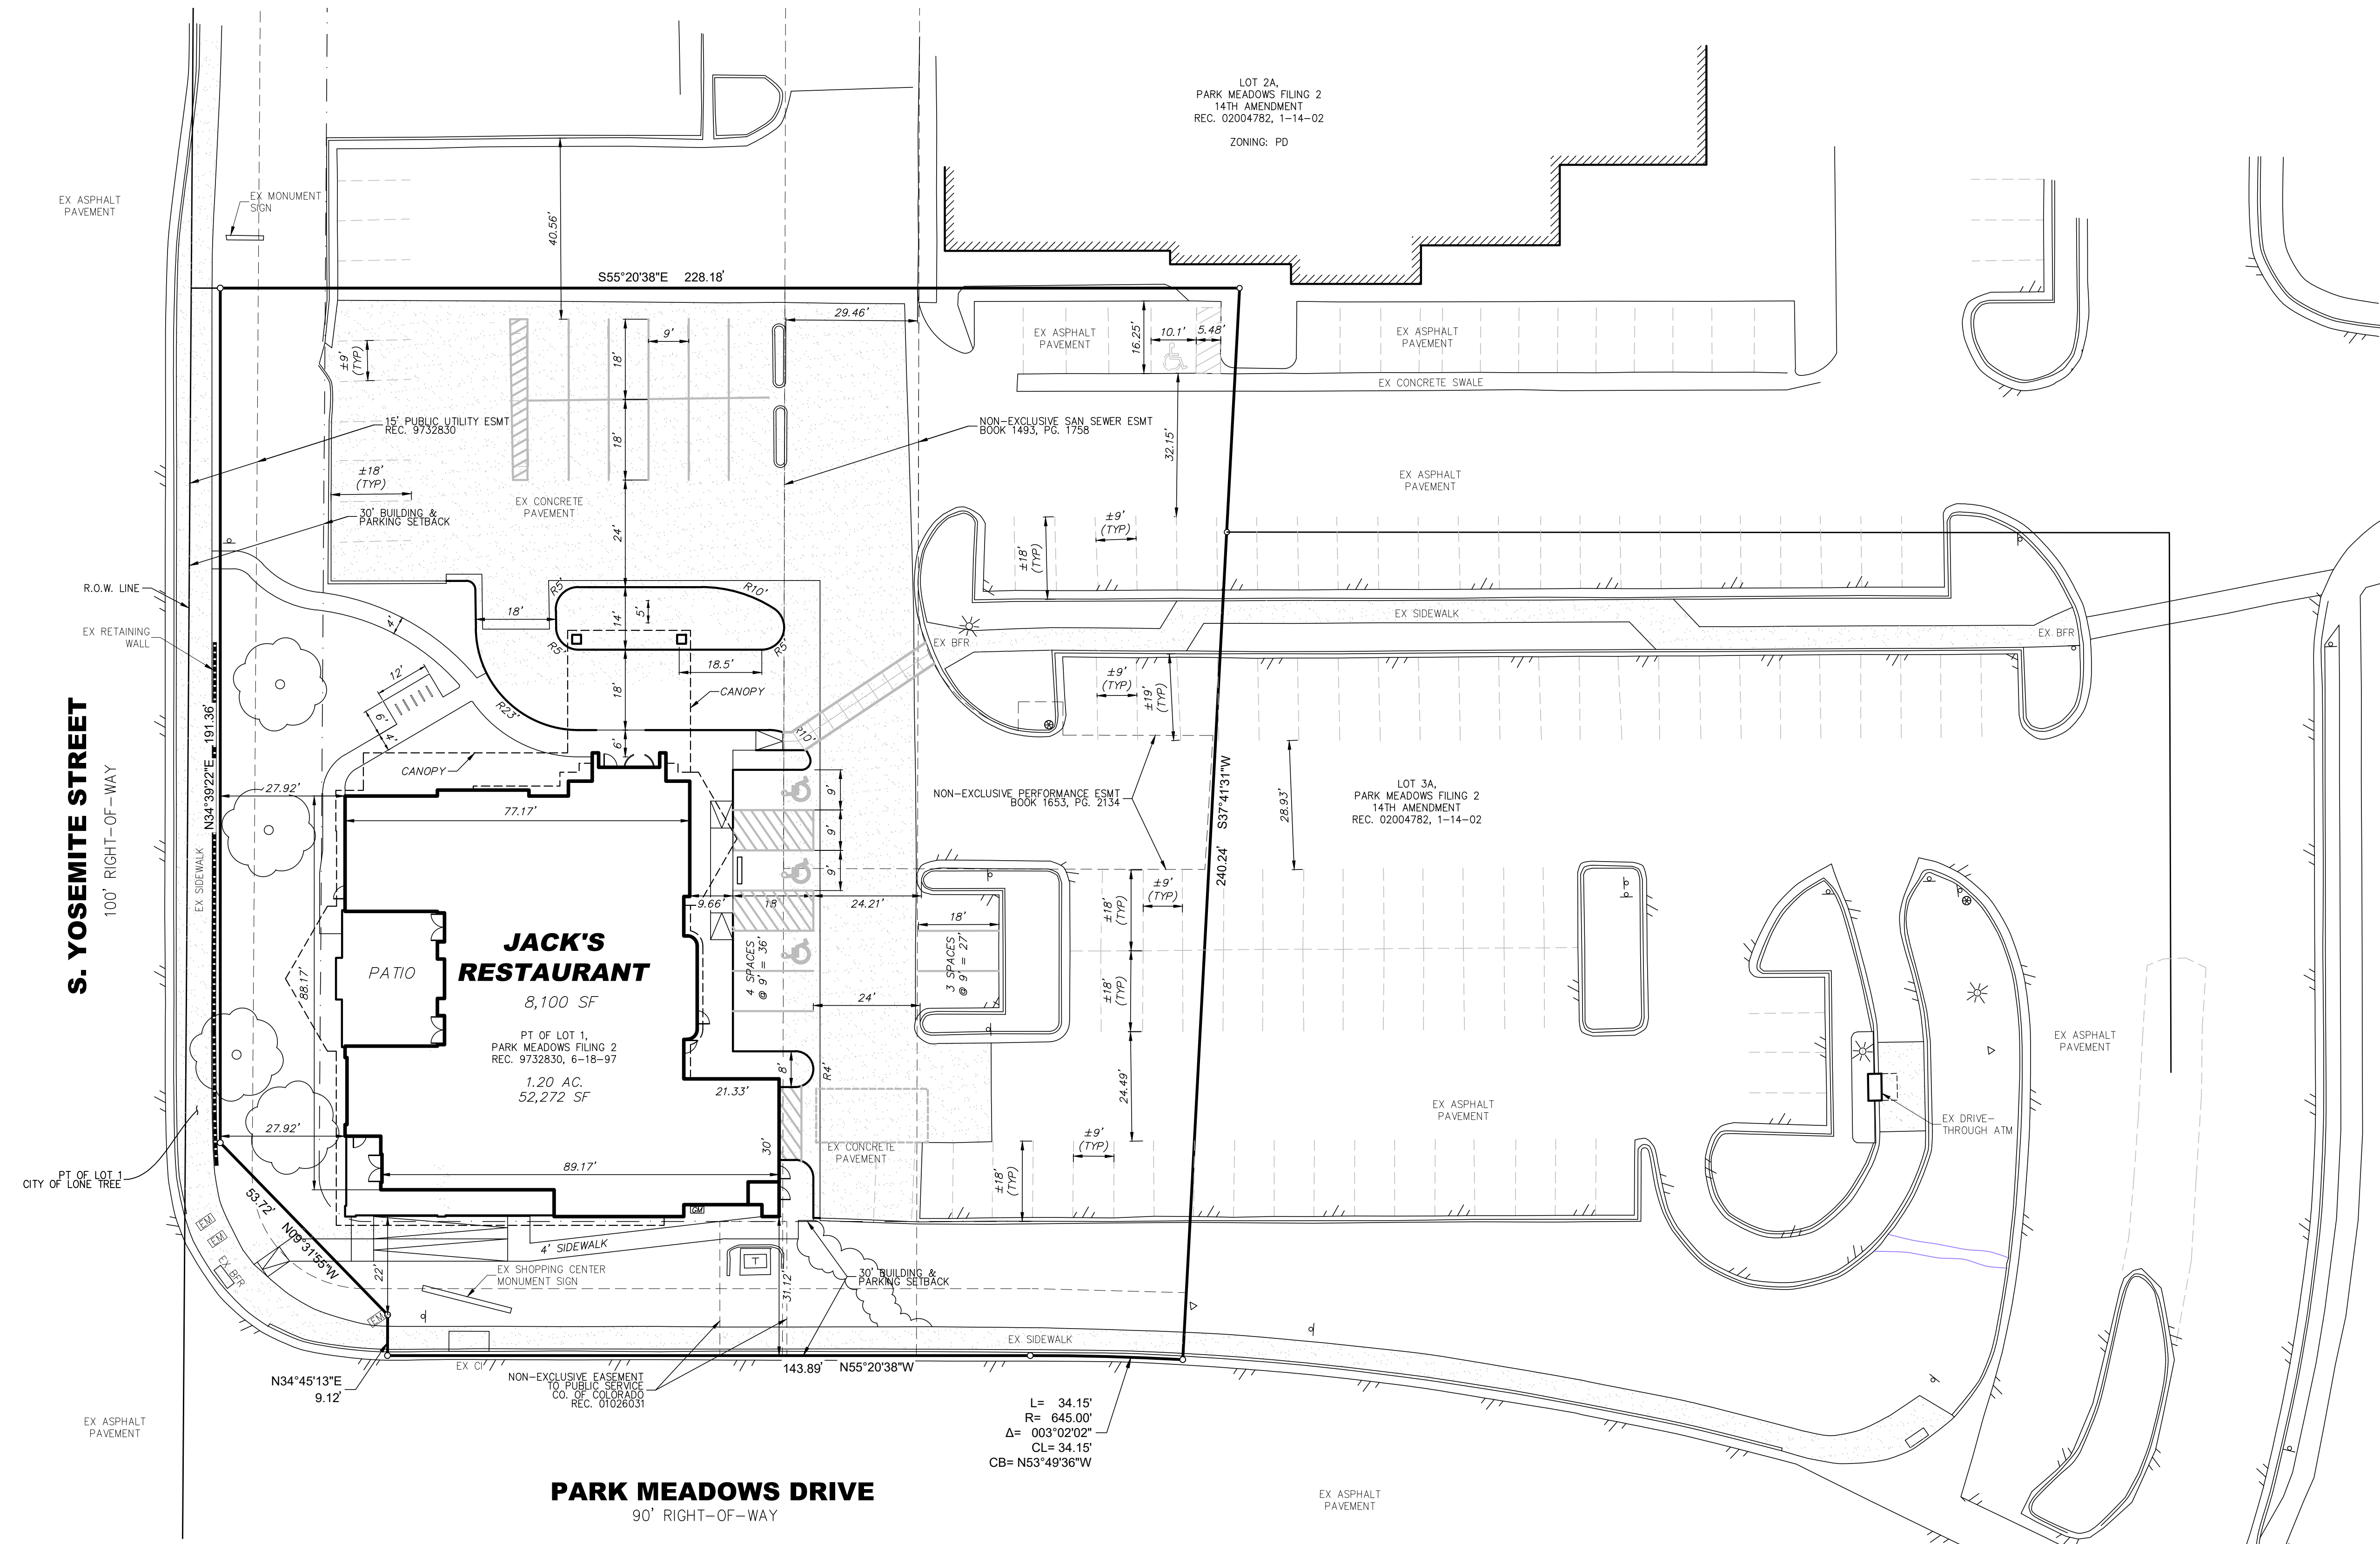 LOT 2A,
PARK MEADOWS FILING 2
14TH AMENDMENT
REC. 02004782, 1-14-02
ZONING: PD
EX ASPHALT
PAVEMENT
EX MONUMENT
SIGN
40.56'
S55°20'38"E 228.18'
29.46'
9'
18'
±9'
(TYP)
EX ASPHALT
PAVEMENT
16.25'
10.1'
5.48'
EX ASPHALT
PAVEMENT
EX CONCRETE SWALE
15' PUBLIC UTILITY ESMT
REC. 9732830
18'
NON-EXCLUSIVE SAN SEWER ESMT
BOOK 1493, PG. 1758
32.15'
±18'
(TYP)
EX CONCRETE
PAVEMENT
EX ASPHALT
PAVEMENT
30' BUILDING &
PARKING SETBACK
24'
±9'
(TYP)
±18'
(TYP)
R.O.W. LINE
EX RETAINING
WALL
4'
18'
R5'
R5'
14'
5'
R10'
R5'
18.5'
EX SIDEWALK
EX BFR
EX BFR
12'
6'
4'
R23'
18'
CANOPY
±9'
(TYP)
±19'
(TYP)
R10'
6'
CANOPY
S. YOSEMITE STREET
100' RIGHT-OF-WAY
N34°39'22"E 191.36'
EX SIDEWALK
27.92'
77.17'
9'
9'
9'
NON-EXCLUSIVE PERFORMANCE ESMT
BOOK 1653, PG. 2134
240.24' S37°41'31"W
28.93'
LOT 3A,
PARK MEADOWS FILING 2
14TH AMENDMENT
REC. 02004782, 1-14-02
9.66'
18'
24.21'
±9'
(TYP)
±18'
(TYP)
18'
PATIO
JACK'S
RESTAURANT
8,100 SF
88.17'
4 SPACES
@ 9' = 36'
3 SPACES
@ 9' = 27'
24'
±18'
(TYP)
PT OF LOT 1,
PARK MEADOWS FILING 2
REC. 9732830, 6-18-97
1.20 AC.
52,272 SF
21.33'
8'
R4'
24.49'
EX ASPHALT
PAVEMENT
EX ASPHALT
PAVEMENT
EX DRIVE-
THROUGH ATM
27.92'
30'
EX CONCRETE
PAVEMENT
±9'
(TYP)
±18'
(TYP)
89.17'
PT OF LOT 1
CITY OF LONE TREE
53.72'
N09°31'55"W
EM
EM
EX BFR
EM
GM
4' SIDEWALK
22'
EX SHOPPING CENTER
MONUMENT SIGN
T
31.12'
30' BUILDING &
PARKING SETBACK
EX SIDEWALK
EX C
143.89' N55°20'38"W
N34°45'13"E
9.12'
NON-EXCLUSIVE EASEMENT
TO PUBLIC SERVICE
CO. OF COLORADO
REC. 01026031
L= 34.15'
R= 645.00'
Δ= 003°02'02"
CL= 34.15'
CB= N53°49'36"W
EX ASPHALT
PAVEMENT
PARK MEADOWS DRIVE
90' RIGHT-OF-WAY
EX ASPHALT
PAVEMENT